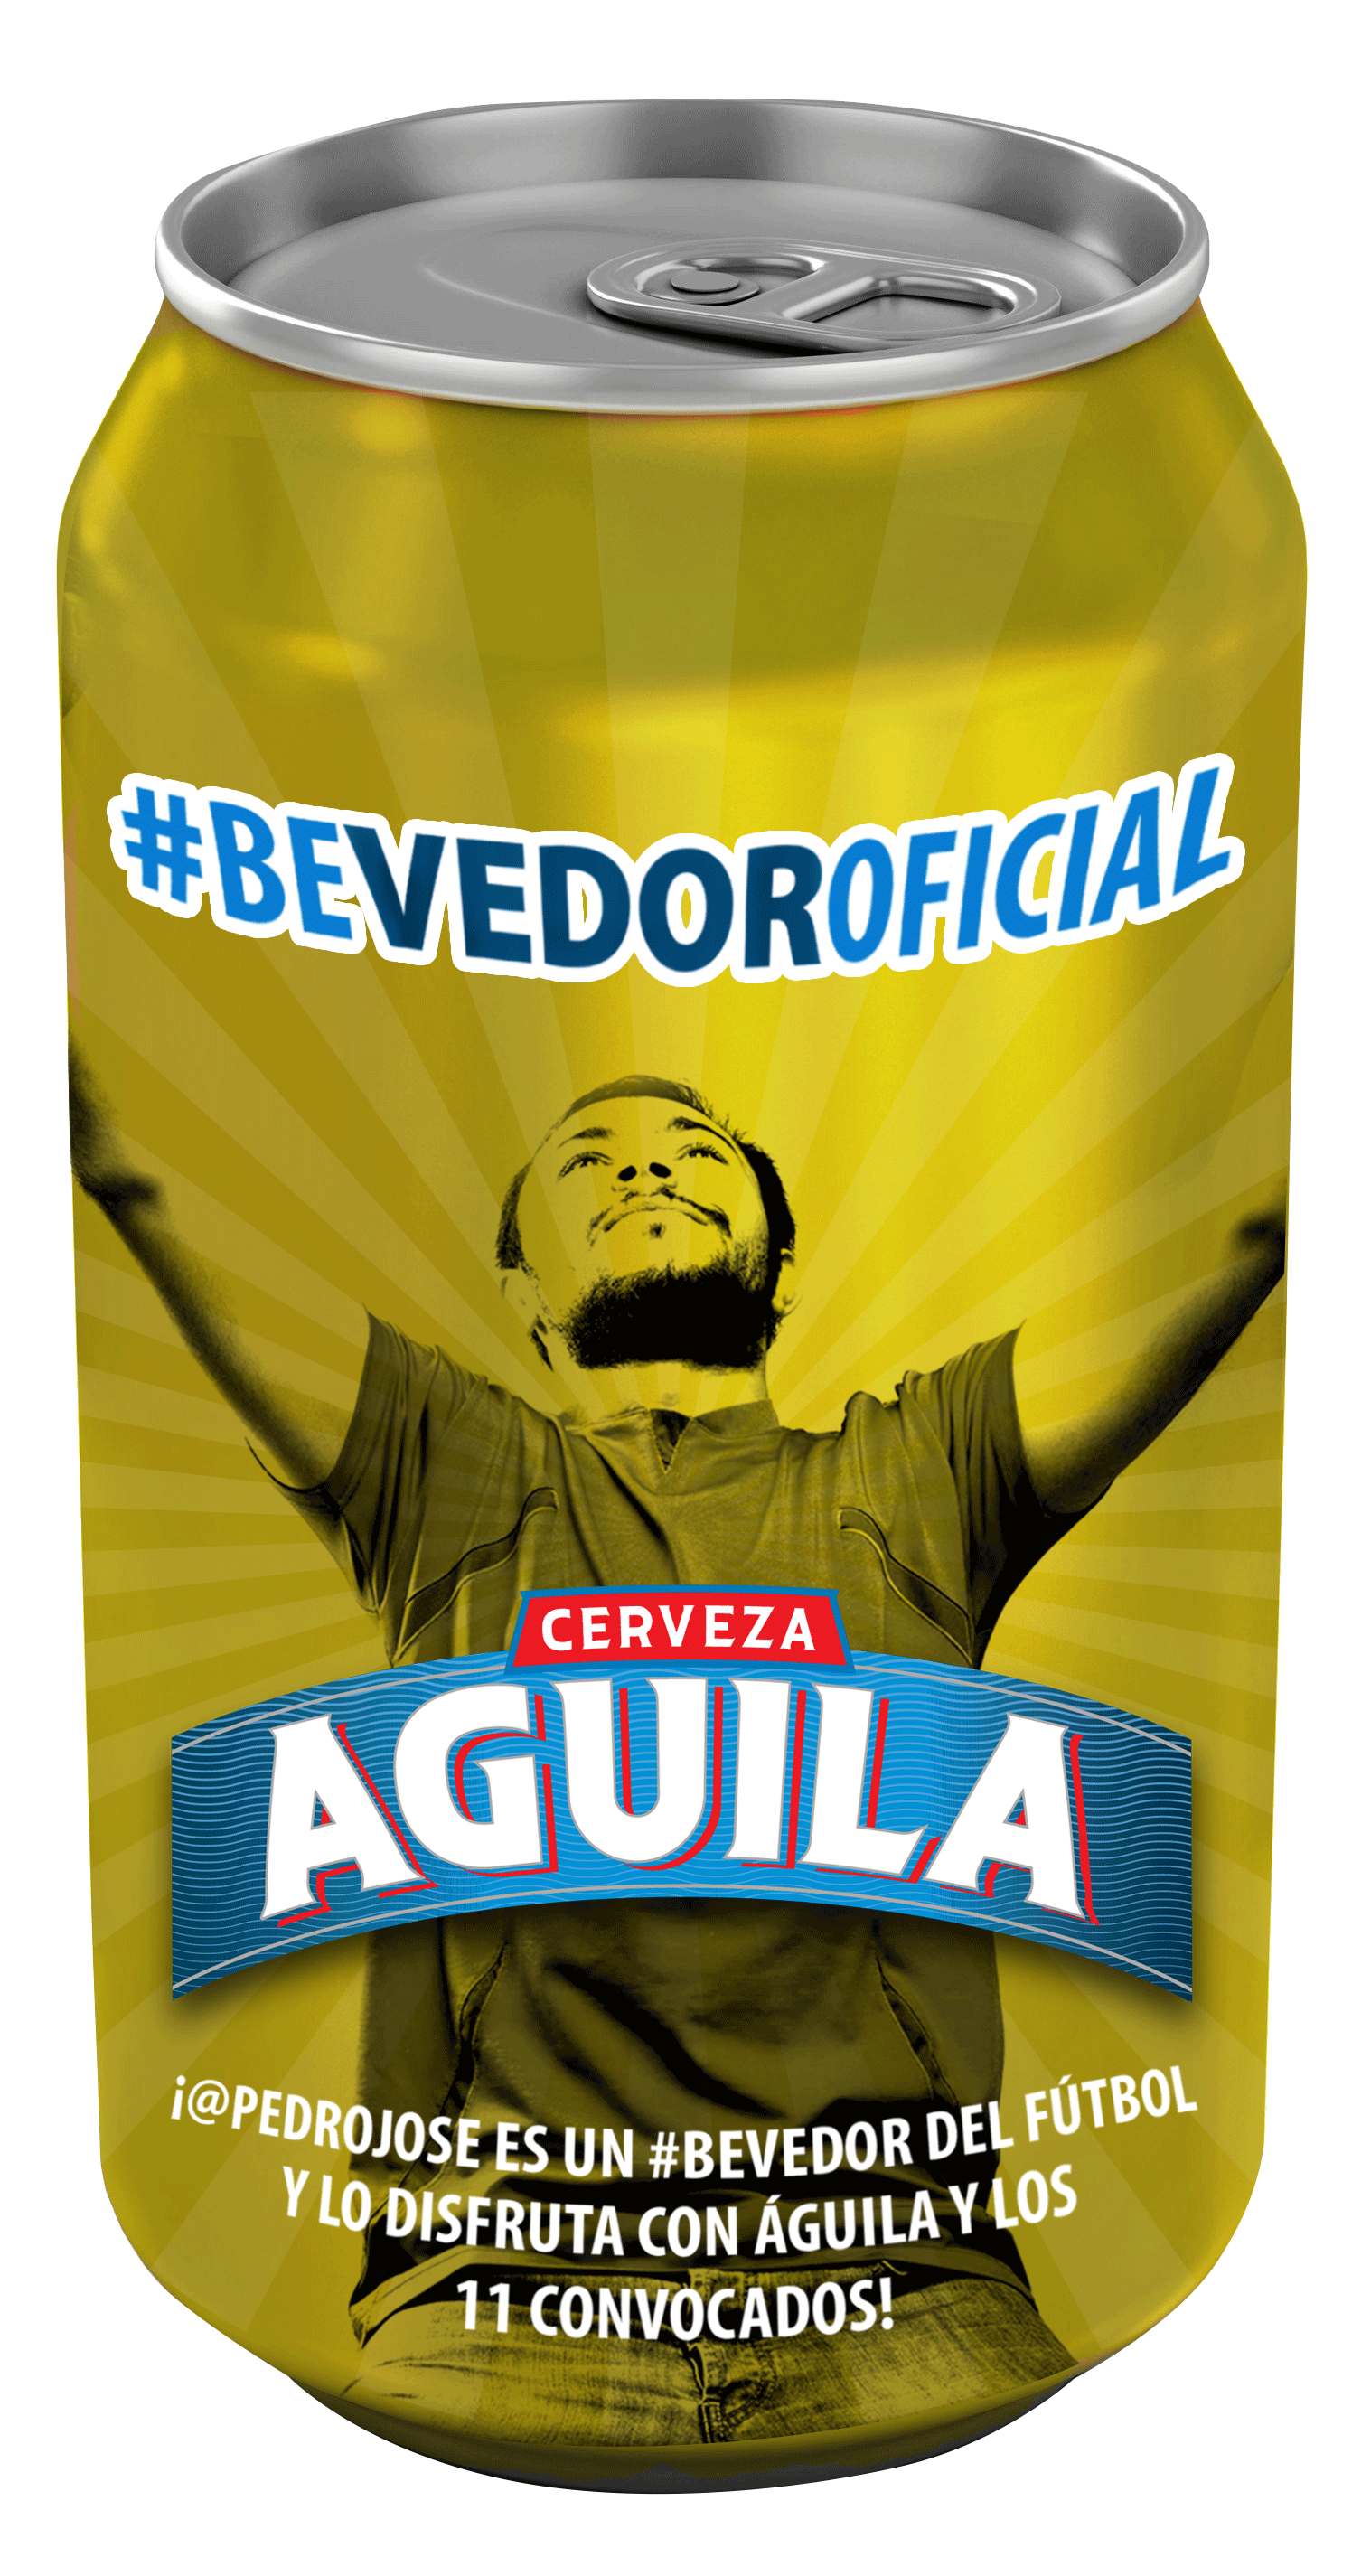 #BEVEDOROFICIAL
CERVEZA
AGUILA
¡@PEDROJOSE ES UN #BEVEDOR DEL FÚTBOL
Y LO DISFRUTA CON ÁGUILA Y LOS
11 CONVOCADOS!